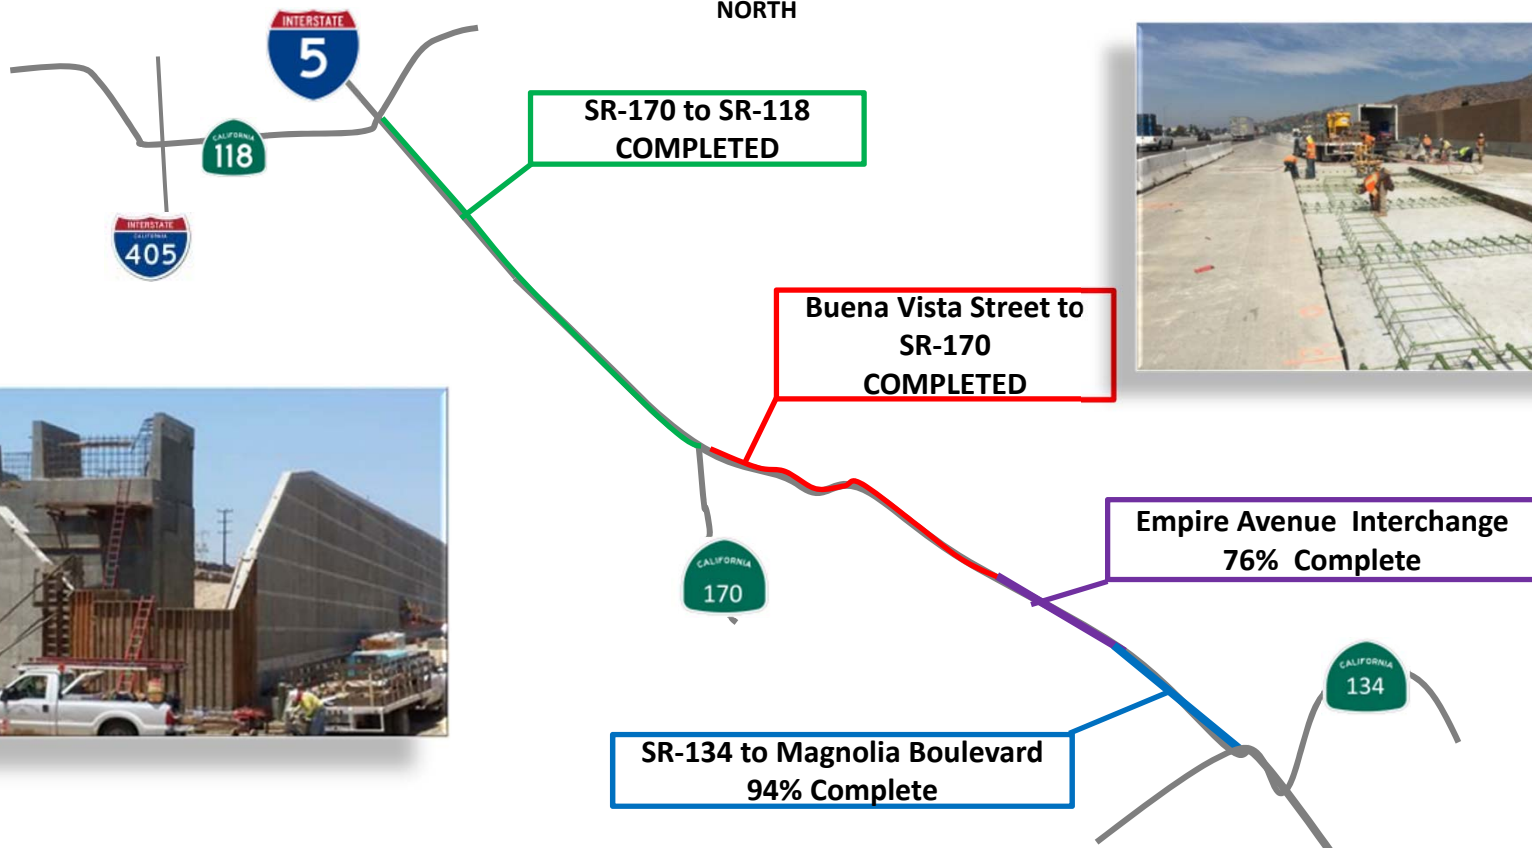 NORTH
INTERSTATE
5
SR-170 to SR-118
COMPLETED
CALIFORNIA
118
INTERSTATE
CALIFORNIA
405
Buena Vista Street to
SR-170
COMPLETED
Empire Avenue  Interchange
76%  Complete
CALIFORNIA
170
CALIFORNIA
134
SR-134 to Magnolia Boulevard
94% Complete